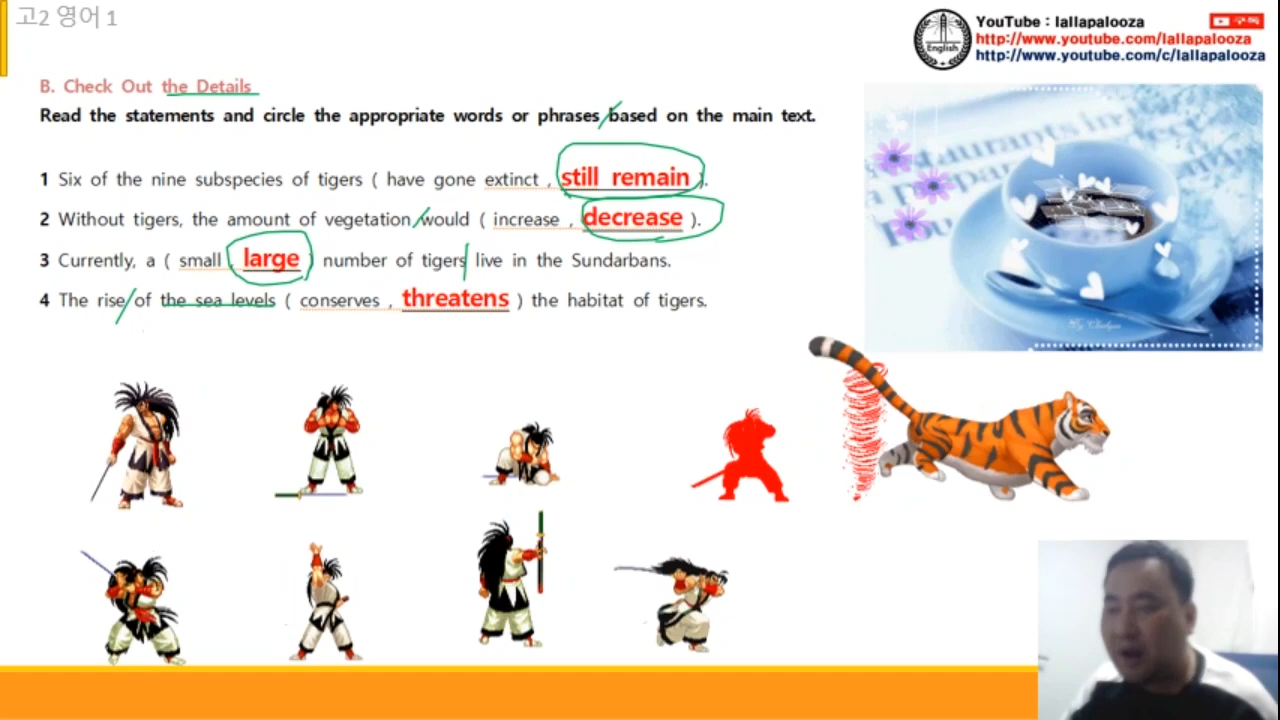 고2 영어 1
YouTube : lallapalooza
구독
http://www.youtube.com/lallapalooza
English
http://www.youtube.com/c/lallapalooza
B. Check Out the Details
Read the statements and circle the appropriate words or phrases based on the main text.
1 Six of the nine subspecies of tigers ( have gone extinct , still remain ).
2 Without tigers, the amount of vegetation would ( increase , decrease ).
3 Currently, a ( small , large ) number of tigers live in the Sundarbans.
4 The rise of the sea levels ( conserves , threatens ) the habitat of tigers.